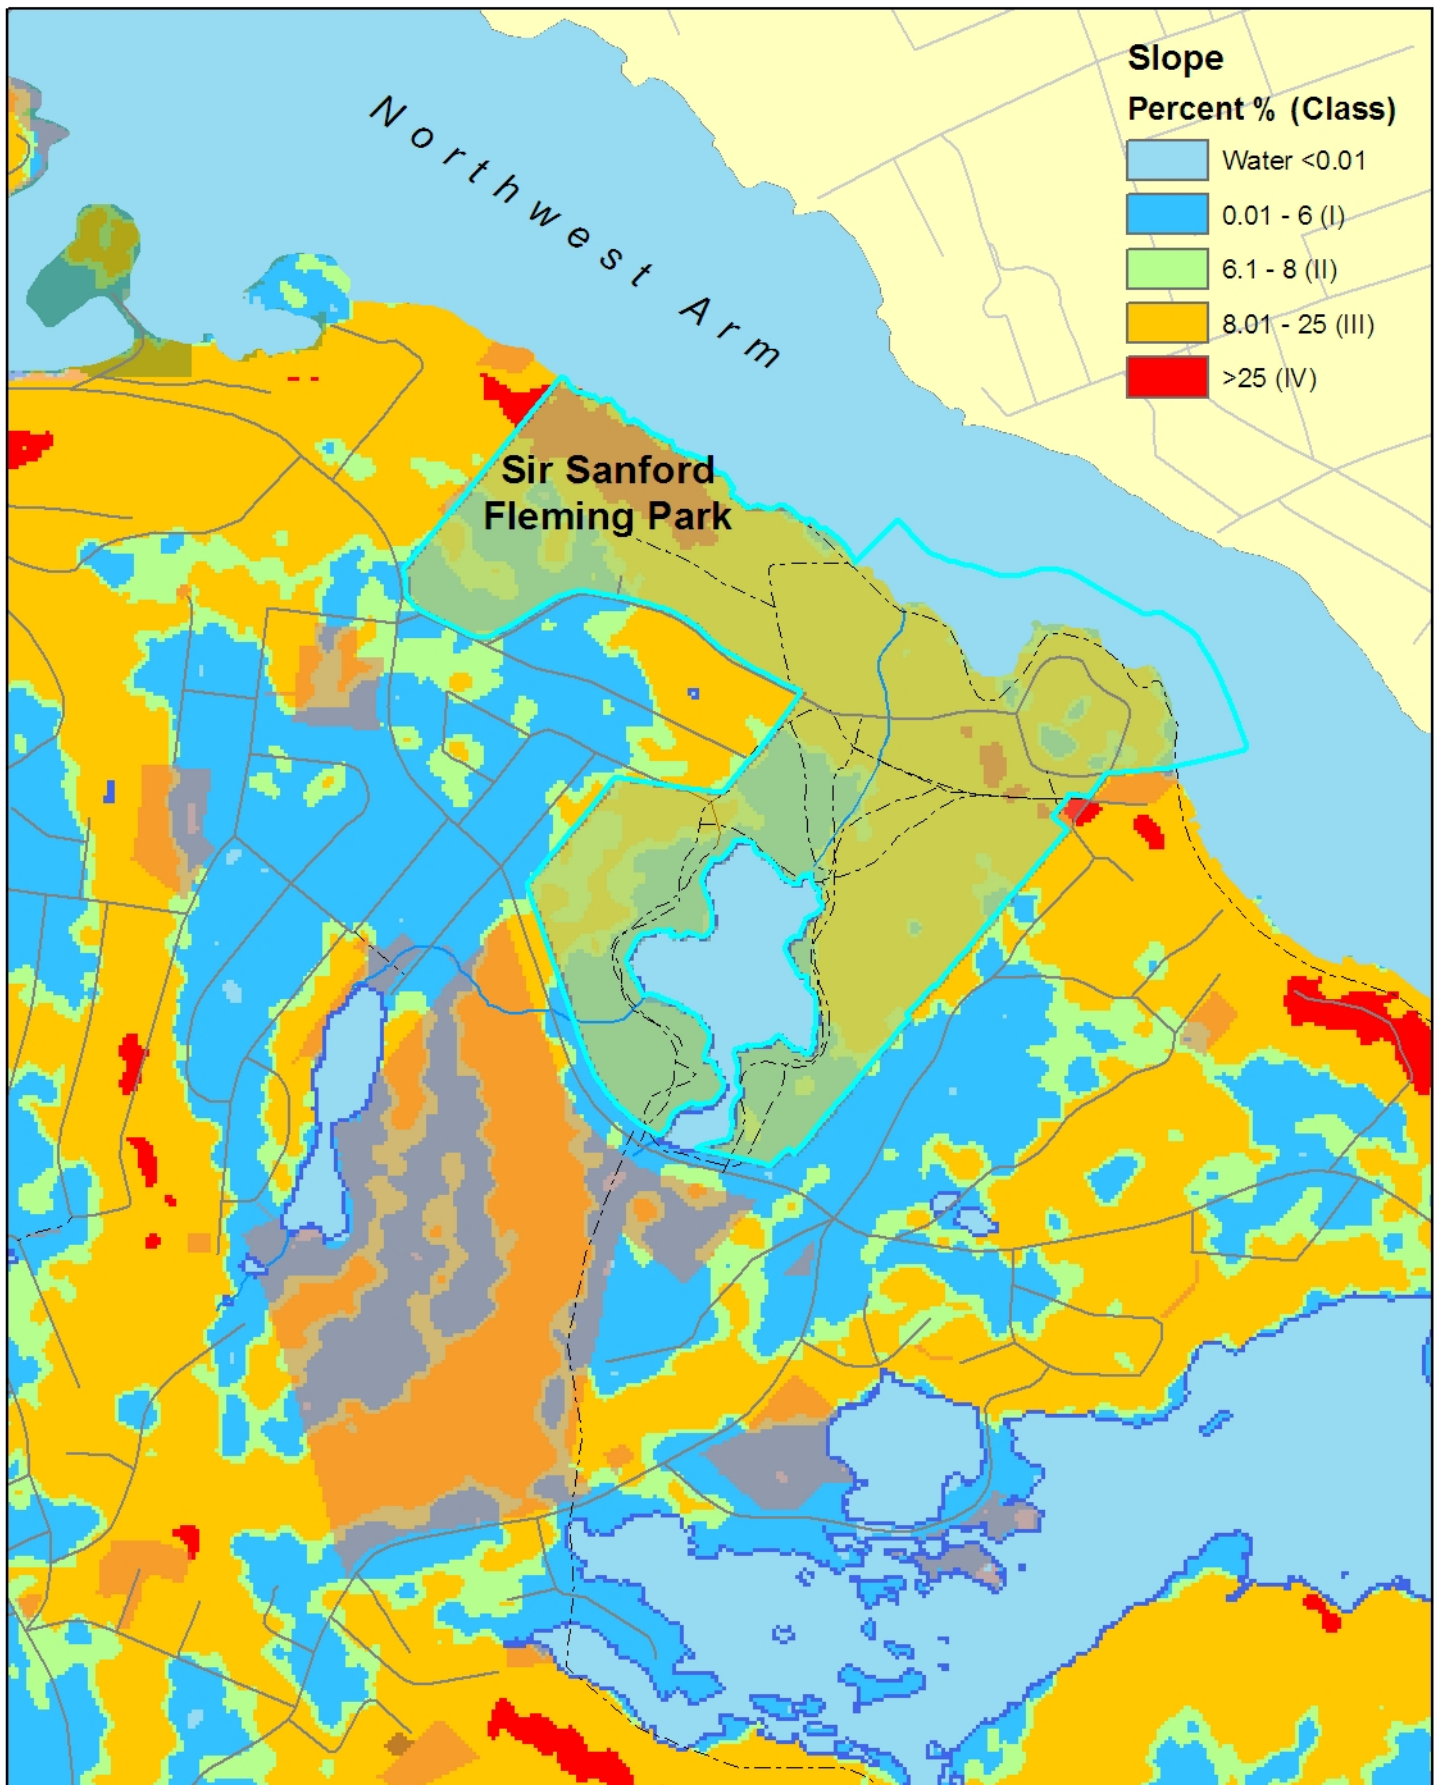 Slope
Percent % (Class)
Water <0.01
0.01 - 6 (I)
6.1 - 8 (II)
8.01 - 25 (III)
>25 (IV)
Northwest Arm
Sir Sanford
Fleming Park